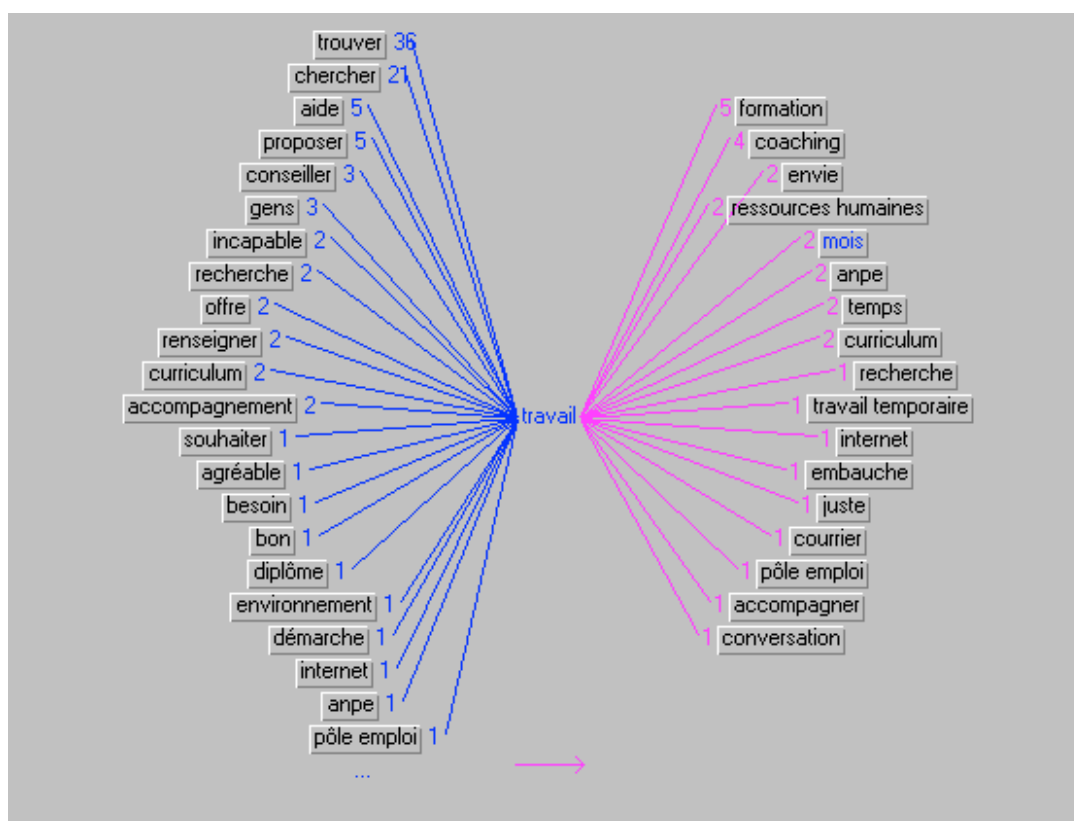 trouver 36
chercher 21
aide 5
proposer 5
conseiller 3
gens 3
incapable 2
recherche 2
offre 2
renseigner 2
curriculum 2
accompagnement 2
souhaiter 1
agréable 1
besoin 1
bon 1
diplôme 1
environnement 1
démarche 1
internet 1
anpe 1
pôle emploi 1
...
travail
5 formation
4 coaching
2 envie
2 ressources humaines
2 mois
2 anpe
2 temps
2 curriculum
1 recherche
1 travail temporaire
1 internet
1 embauche
1 juste
1 courrier
1 pôle emploi
1 accompagner
1 conversation